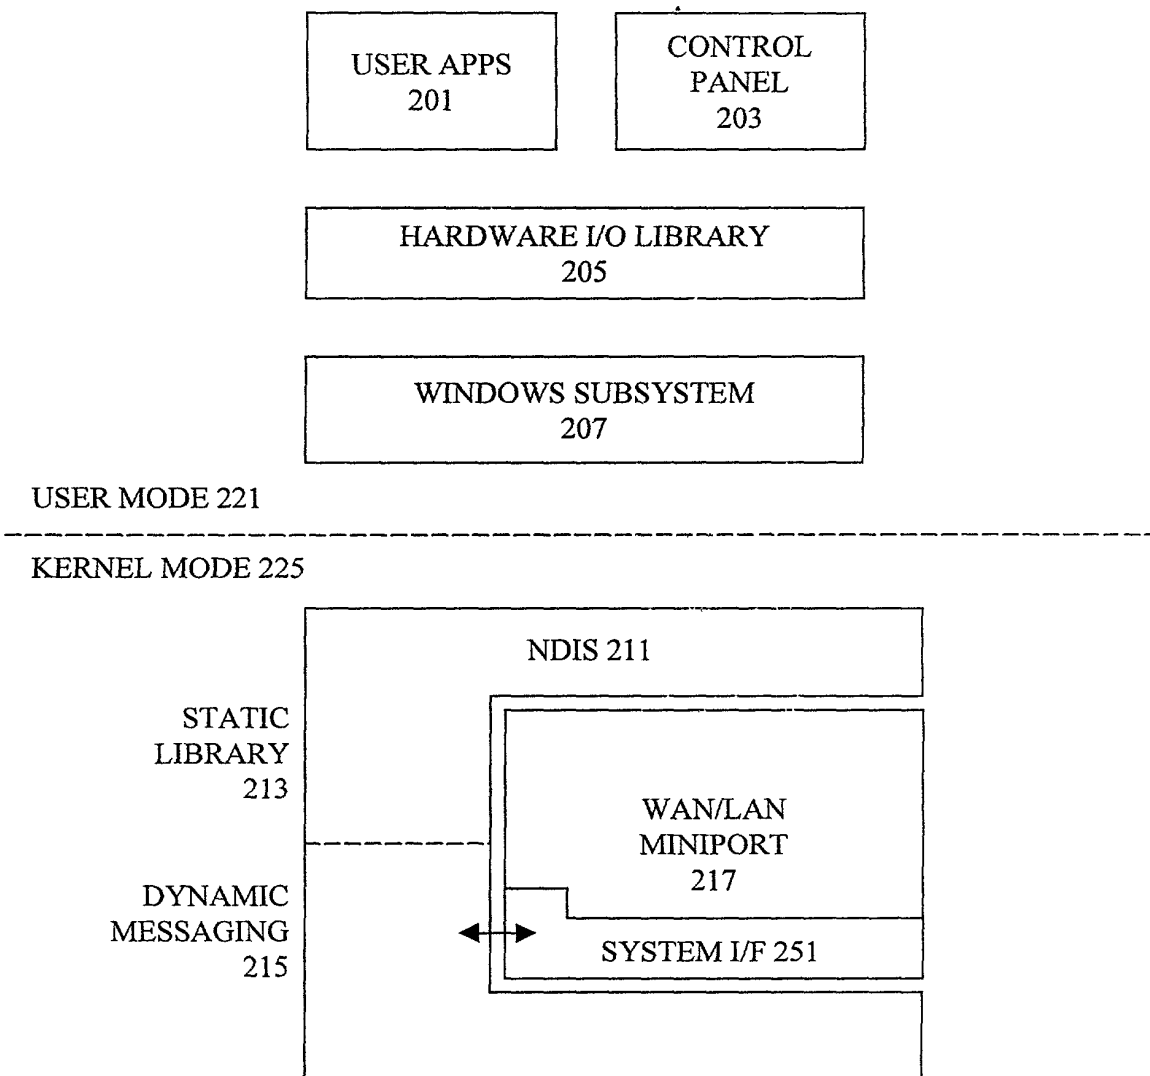 USER APPS
201
CONTROL
PANEL
203
HARDWARE I/O LIBRARY
205
WINDOWS SUBSYSTEM
207
USER MODE 221
KERNEL MODE 225
NDIS 211
STATIC
LIBRARY
213
WAN/LAN
MINIPORT
217
DYNAMIC
MESSAGING
215
SYSTEM I/F 251